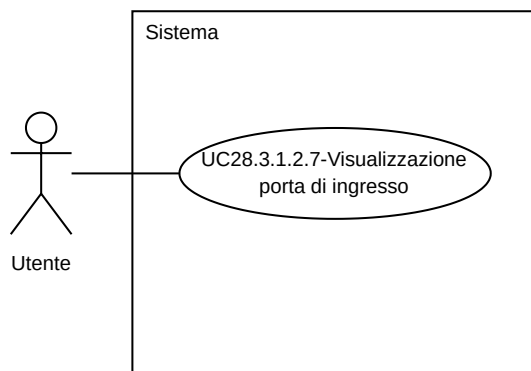 Sistema
UC28.3.1.2.7-Visualizzazione
porta di ingresso
Utente